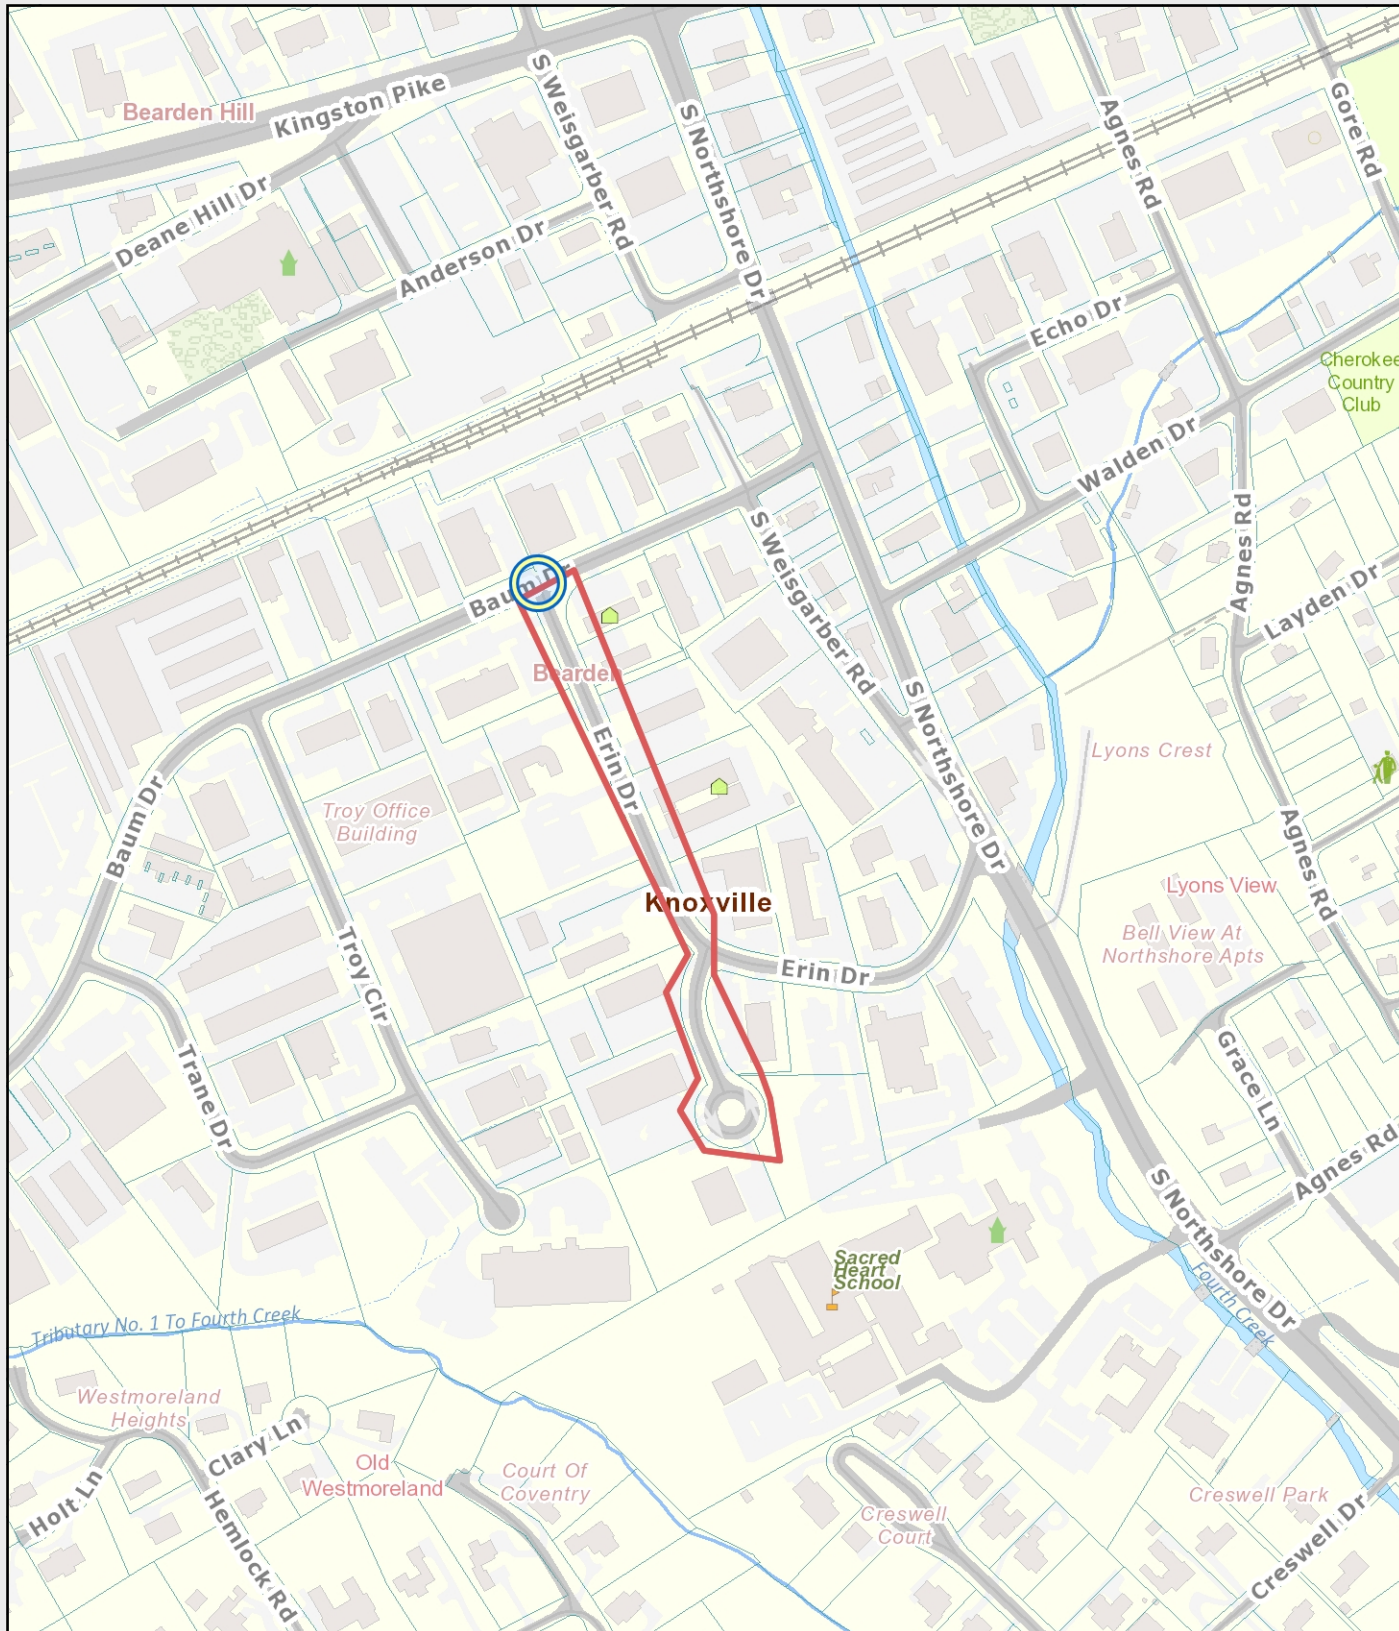 S Weisgarber Rd
Kingston Pike
Bearden Hill
S Northshore Dr
Agnes Rd
Gore Rd
Deane Hill Dr
Anderson Dr
Echo Dr
Cherokee
Country
Club
Walden Dr
S Weisgarber Rd
Agnes Rd
Layden Dr
Baum Dr
Bearden
S Northshore Dr
Erin Dr
Lyons Crest
Baum Dr
Troy Office
Building
Agnes Rd
Lyons View
Knoxville
Bell View At
Northshore Apts
Troy Cir
Erin Dr
Trane Dr
Grace Ln
Agnes Rd
S Northshore Dr
Sacred
Heart
School
Fourth Creek
Tributary No. 1 To Fourth Creek
Westmoreland
Heights
Clary Ln
Old
Westmoreland
Court Of
Coventry
Holt Ln
Hemlock Rd
Creswell
Court
Creswell Park
Creswell Dr